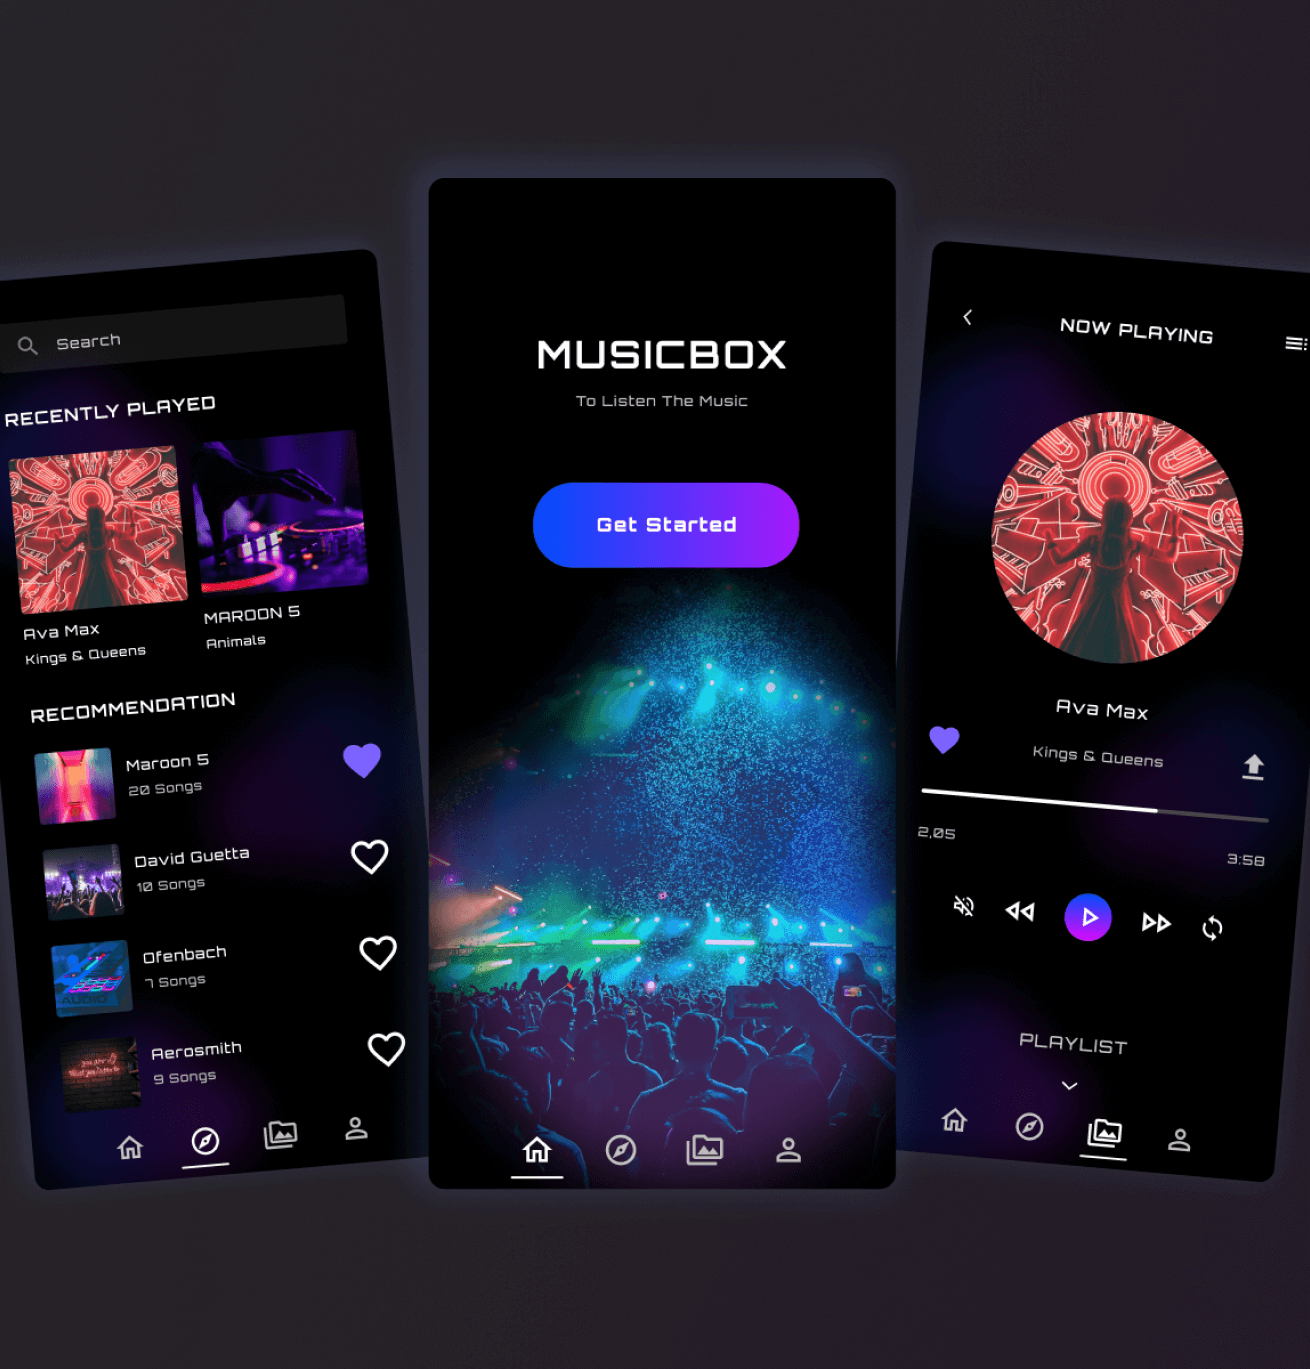 Search
RECENTLY PLAYED
Ava Max
Kings & Queens
MAROON 5
Animals
RECOMMENDATION
Maroon 5
20 Songs
David Guetta
10 Songs
Ofenbach
7 Songs
AUDIO
Aerosmith
9 Songs
MUSICBOX
To Listen The Music
Get Started
NOW PLAYING
Ava Max
Kings & Queens
2,05
3:58
PLAYLIST